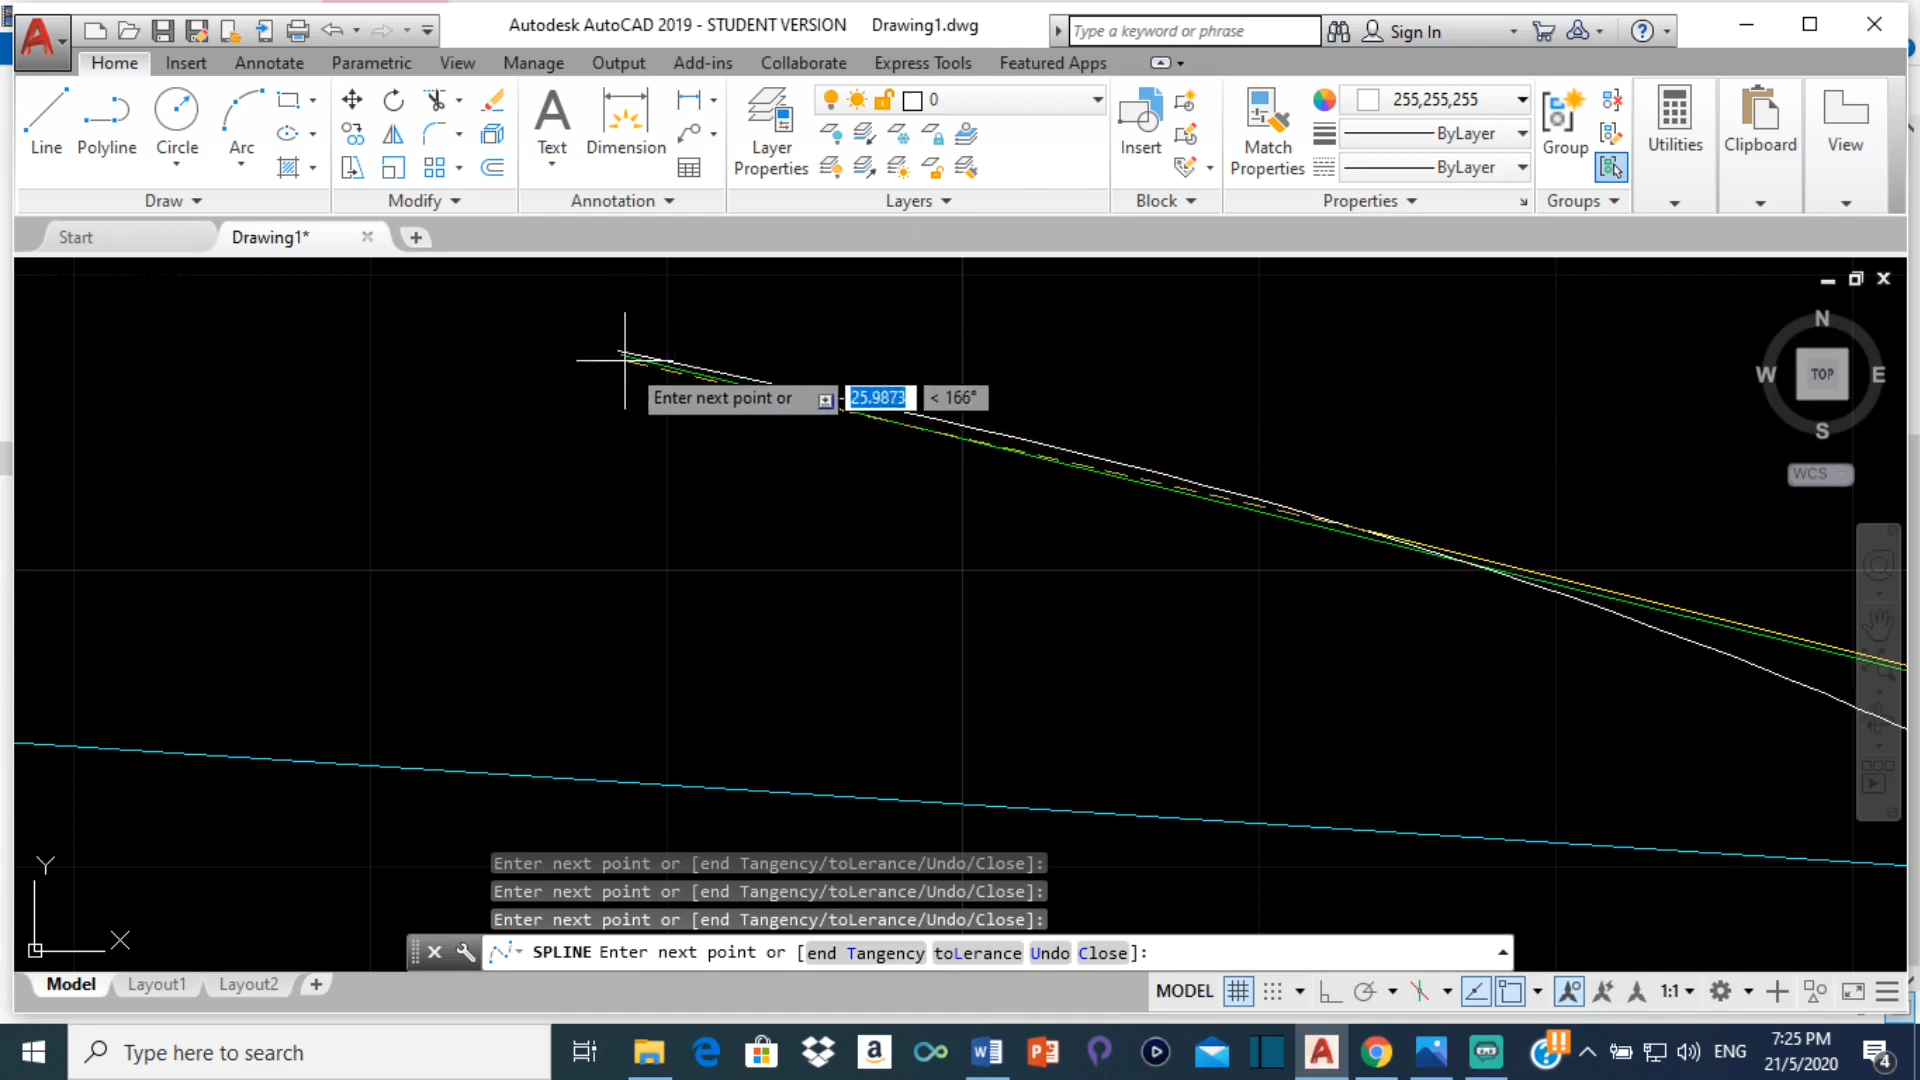 Autodesk AutoCAD 2019 - STUDENT VERSION Drawing1.dwg
Type a keyword or phrase
Sign In
Home Insert Annotate Parametric View Manage Output Add-ins Collaborate Express Tools Featured Apps
0
255,255,255
ByLayer
ByLayer
Line Polyline Circle Arc
Text Dimension
Layer Properties
Insert
Match Properties
Group
Utilities
Clipboard
View
Draw Modify Annotation Layers Block Properties Groups
Start Drawing1*
N
W TOP E
S
WCS
Enter next point or 25.9873 < 166°
Enter next point or [end Tangency/toLerance/Undo/Close]:
Enter next point or [end Tangency/toLerance/Undo/Close]:
Enter next point or [end Tangency/toLerance/Undo/Close]:
SPLINE Enter next point or [end Tangency toLerance Undo Close]:
Y
X
Model Layout1 Layout2
MODEL 1:1
Type here to search
ENG
7:25 PM
21/5/2020
4